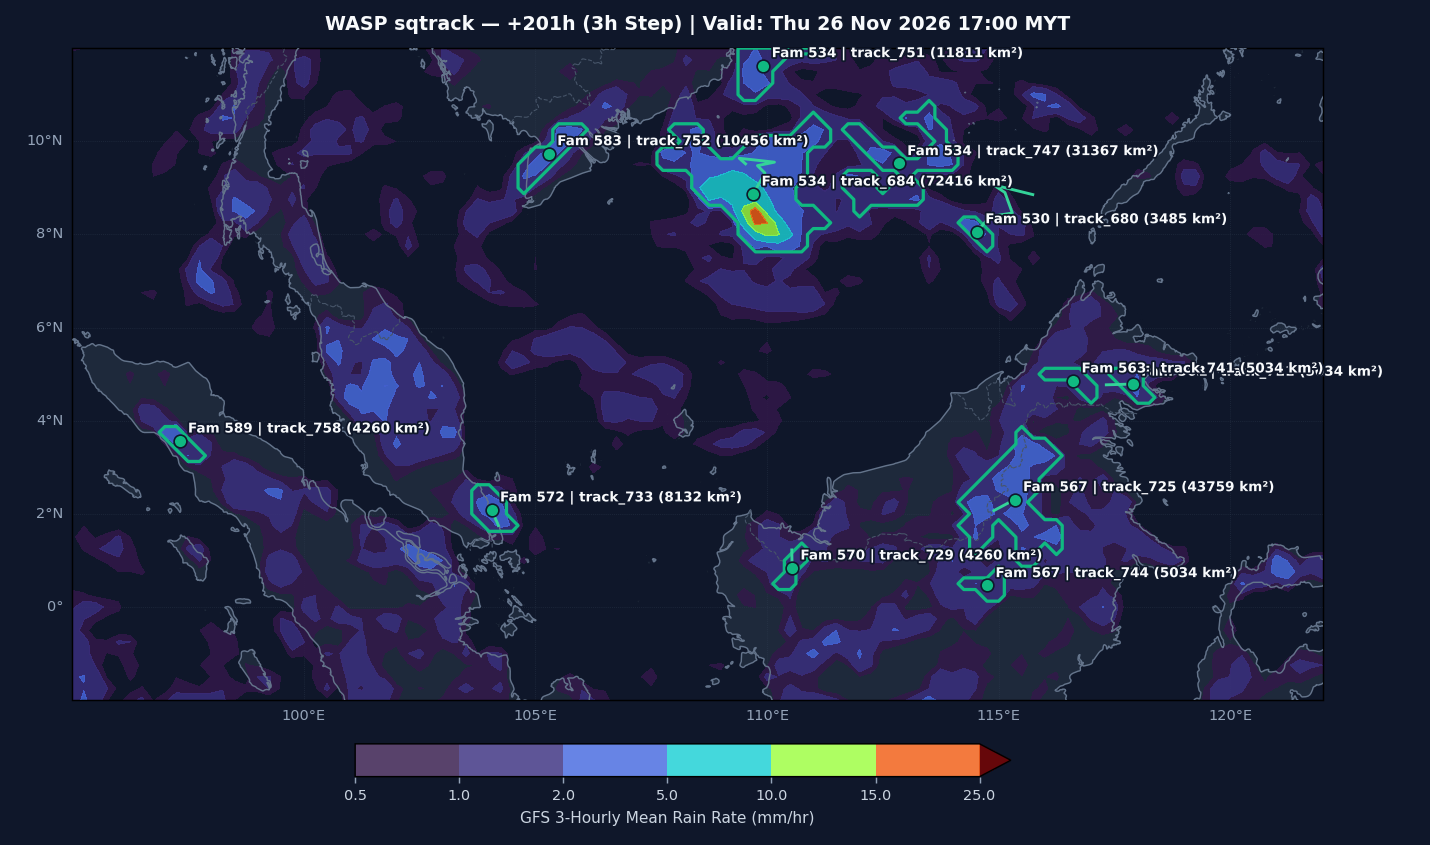 WASP sqtrack — +201h (3h Step) | Valid: Thu 26 Nov 2026 17:00 MYT
Fam 534 | track_751 (11811 km²)
10°N
Fam 583 | track_752 (10456 km²)
Fam 534 | track_747 (31367 km²)
Fam 534 | track_684 (72416 km²)
8°N
Fam 530 | track_680 (3485 km²)
6°N
Fam 563 | track_741 (5034 km²)
34 km²)
4°N
Fam 589 | track_758 (4260 km²)
Fam 567 | track_725 (43759 km²)
Fam 572 | track_733 (8132 km²)
2°N
Fam 570 | track_729 (4260 km²)
Fam 567 | track_744 (5034 km²)
0°
100°E 105°E 110°E 115°E 120°E
0.5 1.0 2.0 5.0 10.0 15.0 25.0
GFS 3-Hourly Mean Rain Rate (mm/hr)